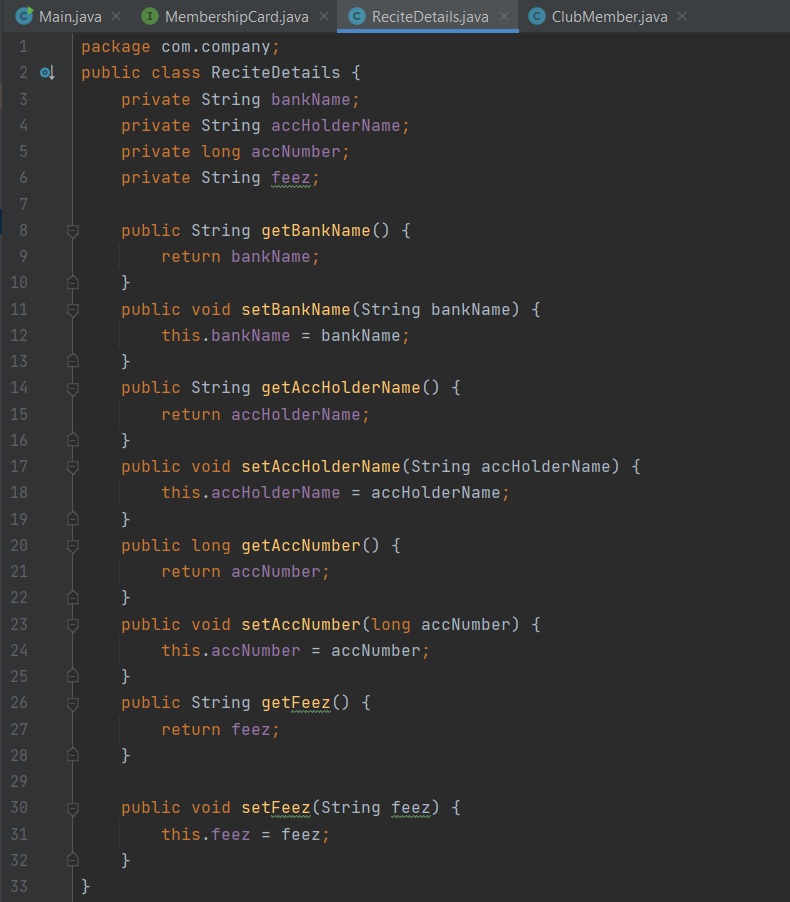 Main.java MembershipCard.java ReciteDetails.java ClubMember.java
1 package com.company;
2 public class ReciteDetails {
3 private String bankName;
4 private String accHolderName;
5 private long accNumber;
6 private String feez;
7
8 public String getBankName() {
9 return bankName;
10 }
11 public void setBankName(String bankName) {
12 this.bankName = bankName;
13 }
14 public String getAccHolderName() {
15 return accHolderName;
16 }
17 public void setAccHolderName(String accHolderName) {
18 this.accHolderName = accHolderName;
19 }
20 public long getAccNumber() {
21 return accNumber;
22 }
23 public void setAccNumber(long accNumber) {
24 this.accNumber = accNumber;
25 }
26 public String getFeez() {
27 return feez;
28 }
29
30 public void setFeez(String feez) {
31 this.feez = feez;
32 }
33 }